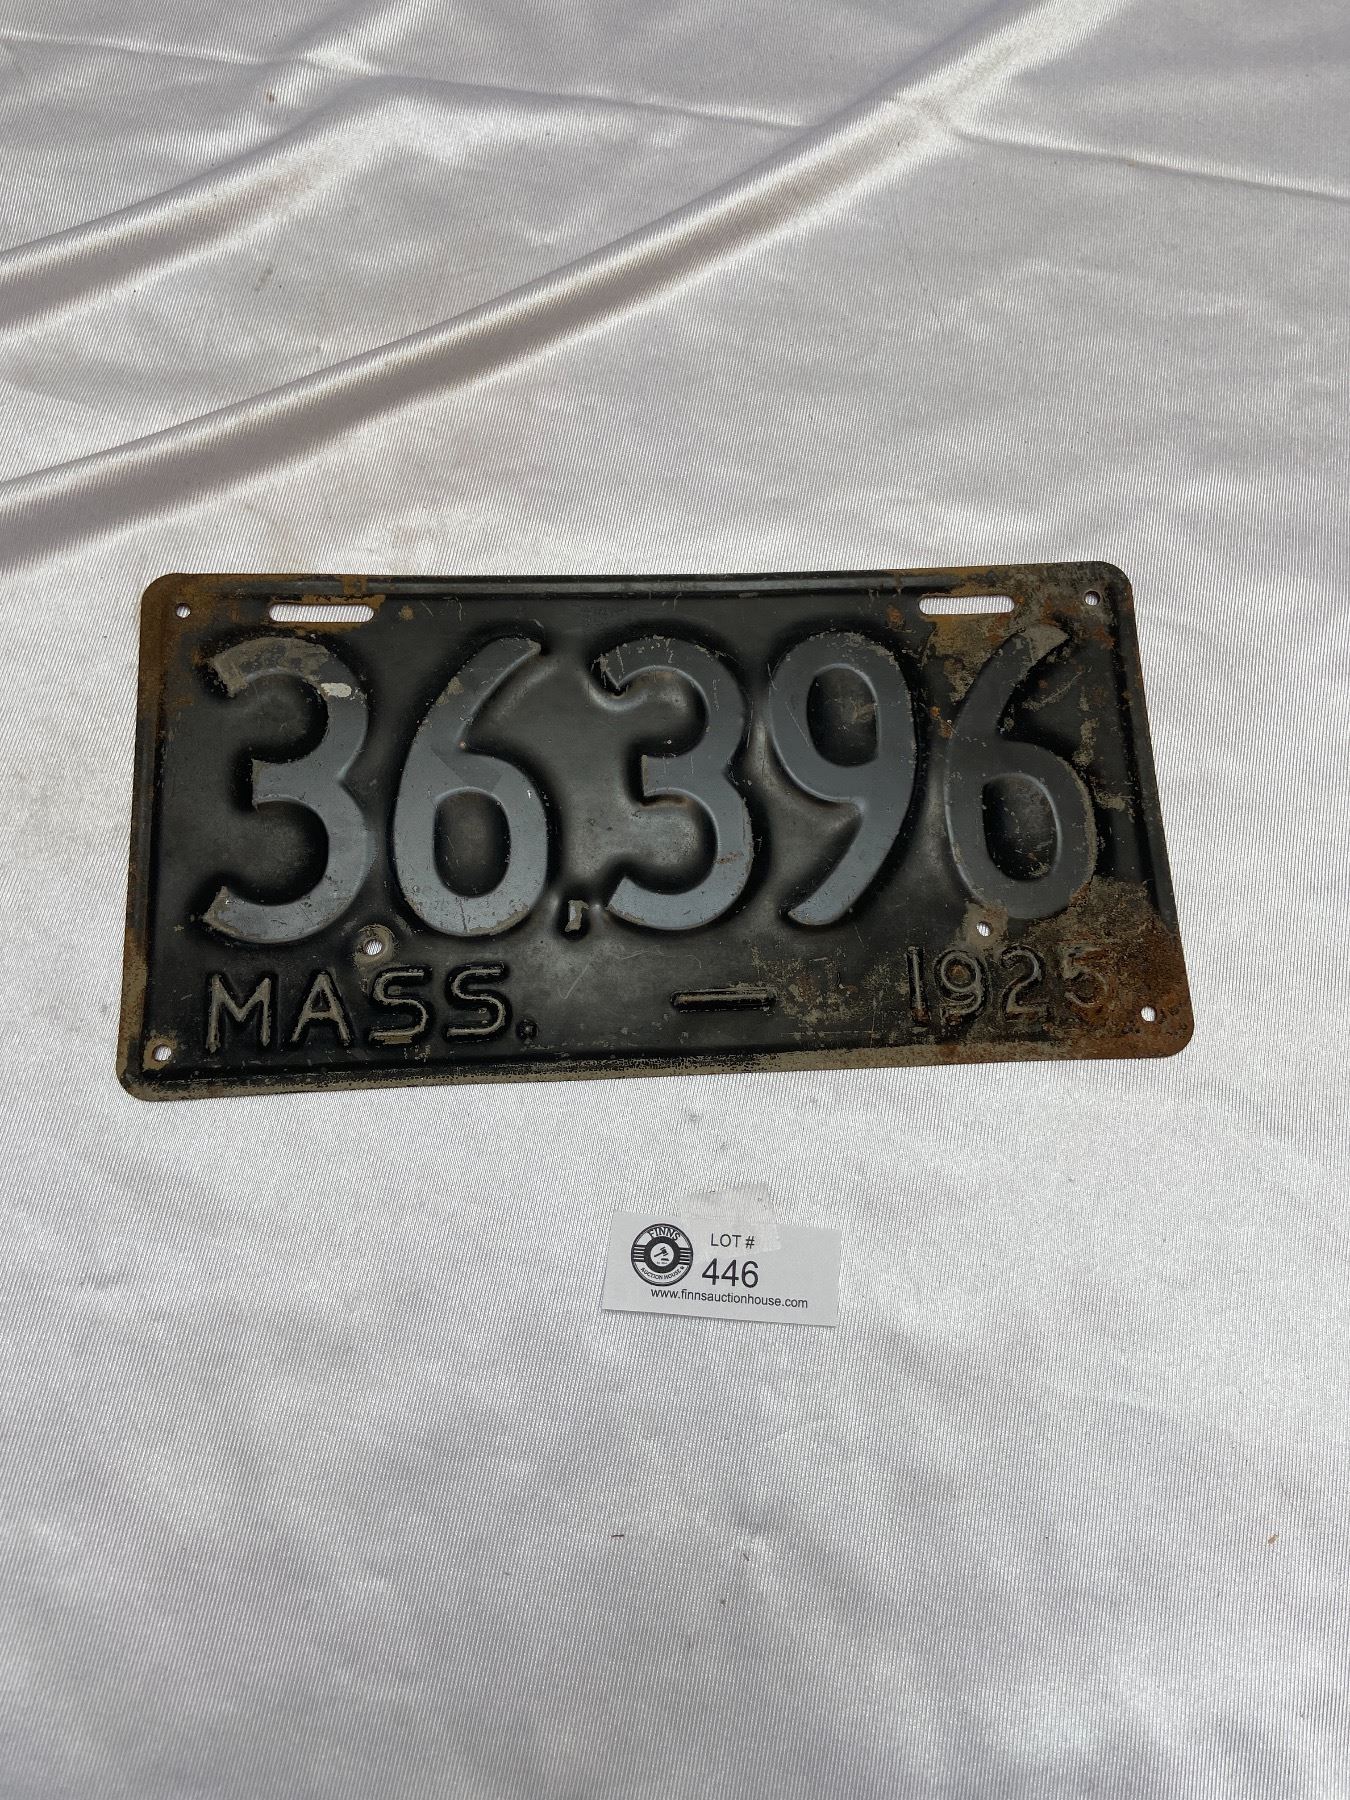 36,396
MASS. — 1925
FINNS
AUCTION HOUSE
LOT #
446
www.finnsauctionhouse.com